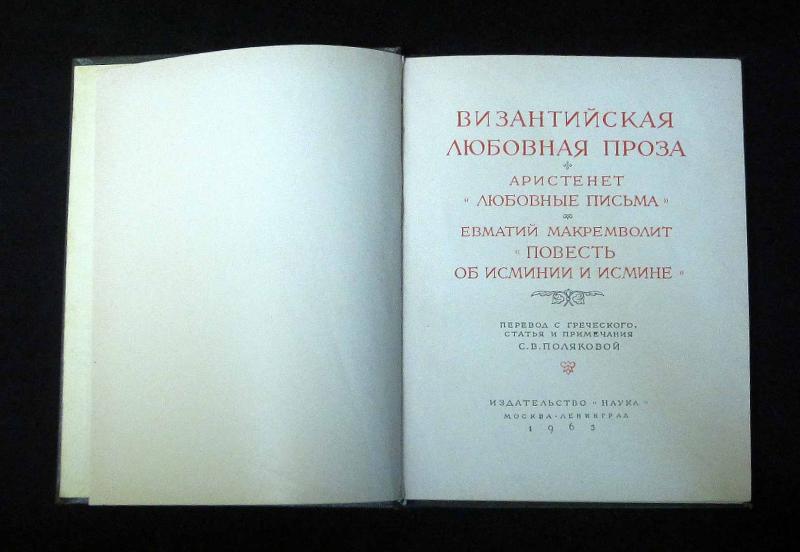 ВИЗАНТИЙСКАЯ
ЛЮБОВНАЯ ПРОЗА
АРИСТЕНЕТ
"ЛЮБОВНЫЕ ПИСЬМА"
ЕВМАТИЙ МАКРЕМВОЛИТ
"ПОВЕСТЬ
ОБ ИСМИНИИ И ИСМИНЕ"
ПЕРЕВОД С ГРЕЧЕСКОГО,
СТАТЬЯ И ПРИМЕЧАНИЯ
С.В.ПОЛЯКОВОЙ
ИЗДАТЕЛЬСТВО "НАУКА"
МОСКВА-ЛЕНИНГРАД
1965